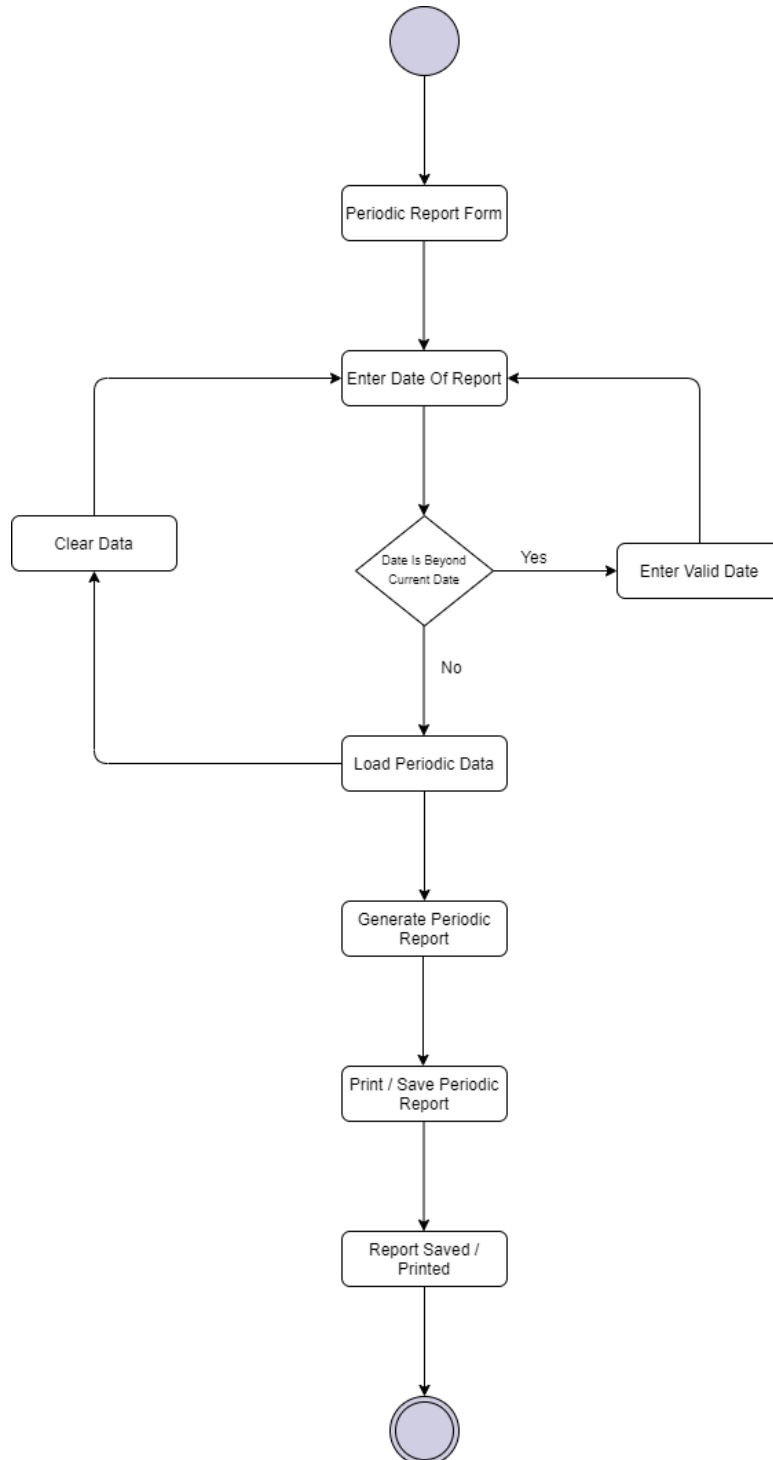 Periodic Report Form
Enter Date Of Report
Clear Data
Date Is Beyond
Current Date
Yes
Enter Valid Date
No
Load Periodic Data
Generate Periodic
Report
Print / Save Periodic
Report
Report Saved /
Printed